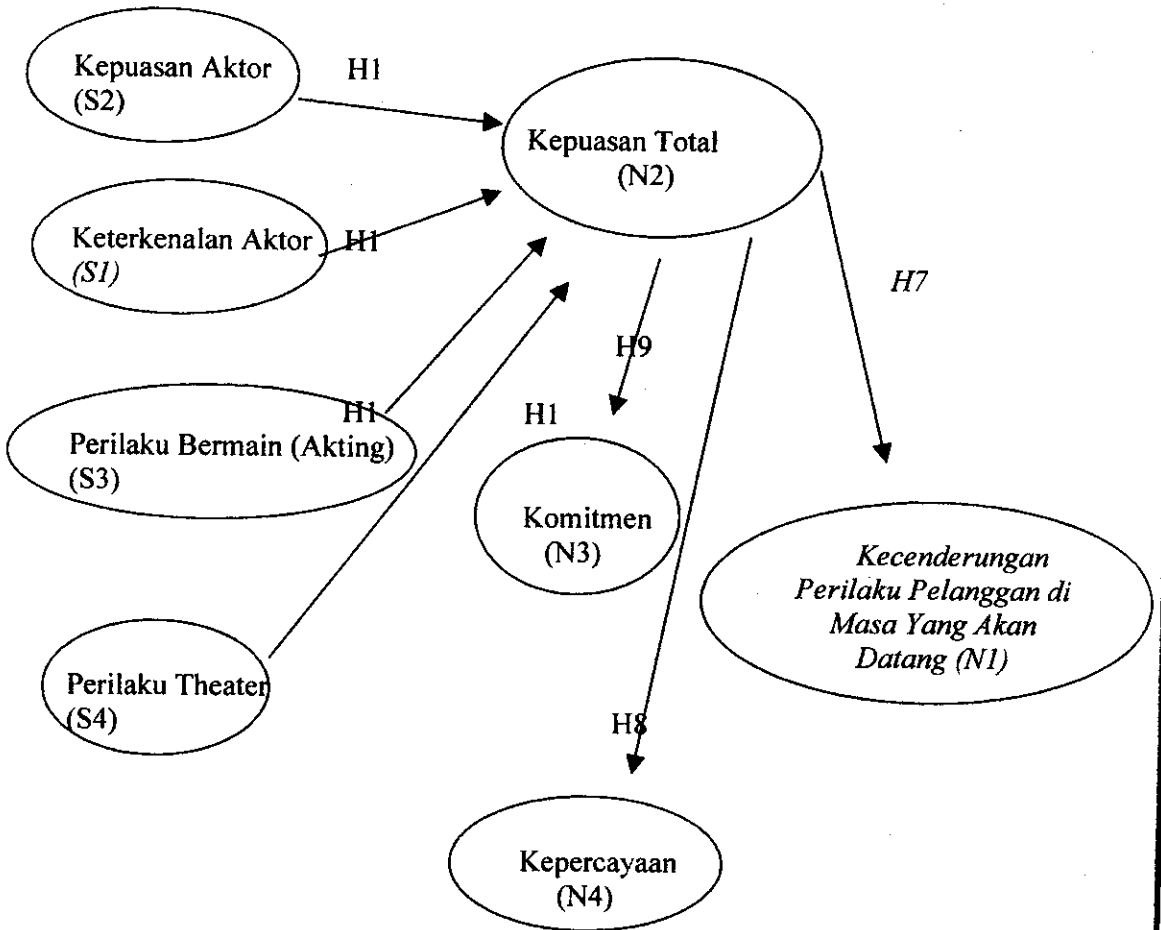 Kepuasan Aktor
(S2)
H1
Kepuasan Total
(N2)
Keterkenalan Aktor
(S1)
H1
H7
H9
Perilaku Bermain (Akting)
(S3)
H1
H1
Komitmen
(N3)
Kecenderungan
Perilaku Pelanggan di
Masa Yang Akan
Datang (N1)
Perilaku Theater
(S4)
H8
Kepercayaan
(N4)